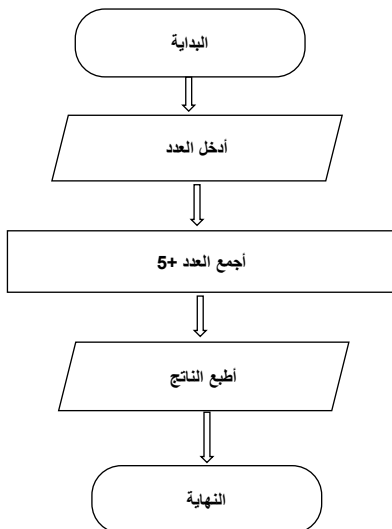 البداية
أدخل العدد
أجمع العدد +5
أطبع الناتج
النهاية